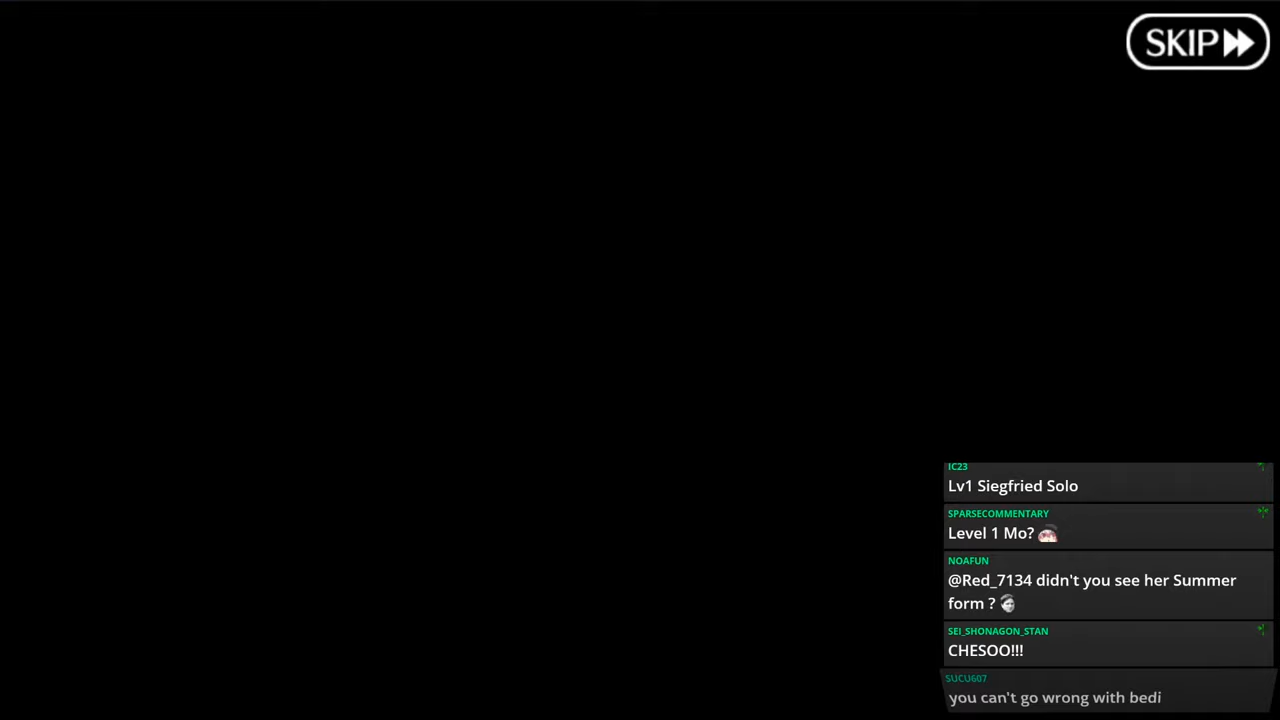 SKIP
IC23
Lv1 Siegfried Solo
SPARSECOMMENTARY
Level 1 Mo?
NOAFUN
@Red_7134 didn't you see her Summer
form ?
SEI_SHONAGON_STAN
CHESOO!!!
SUCU607
you can't go wrong with bedi